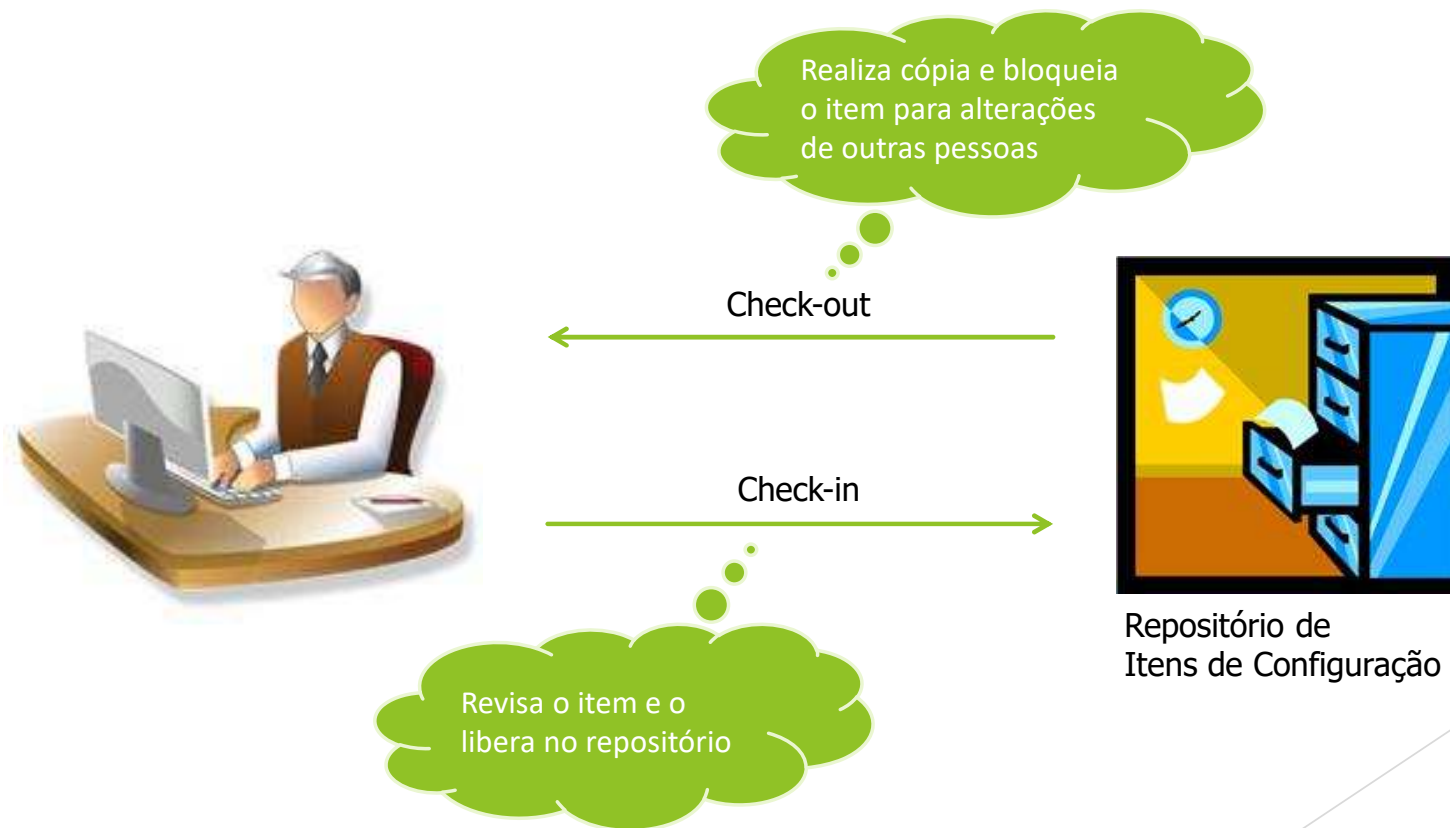 Realiza cópia e bloqueia
o item para alterações
de outras pessoas
Check-out
Check-in
Repositório de
Itens de Configuração
Revisa o item e o
libera no repositório